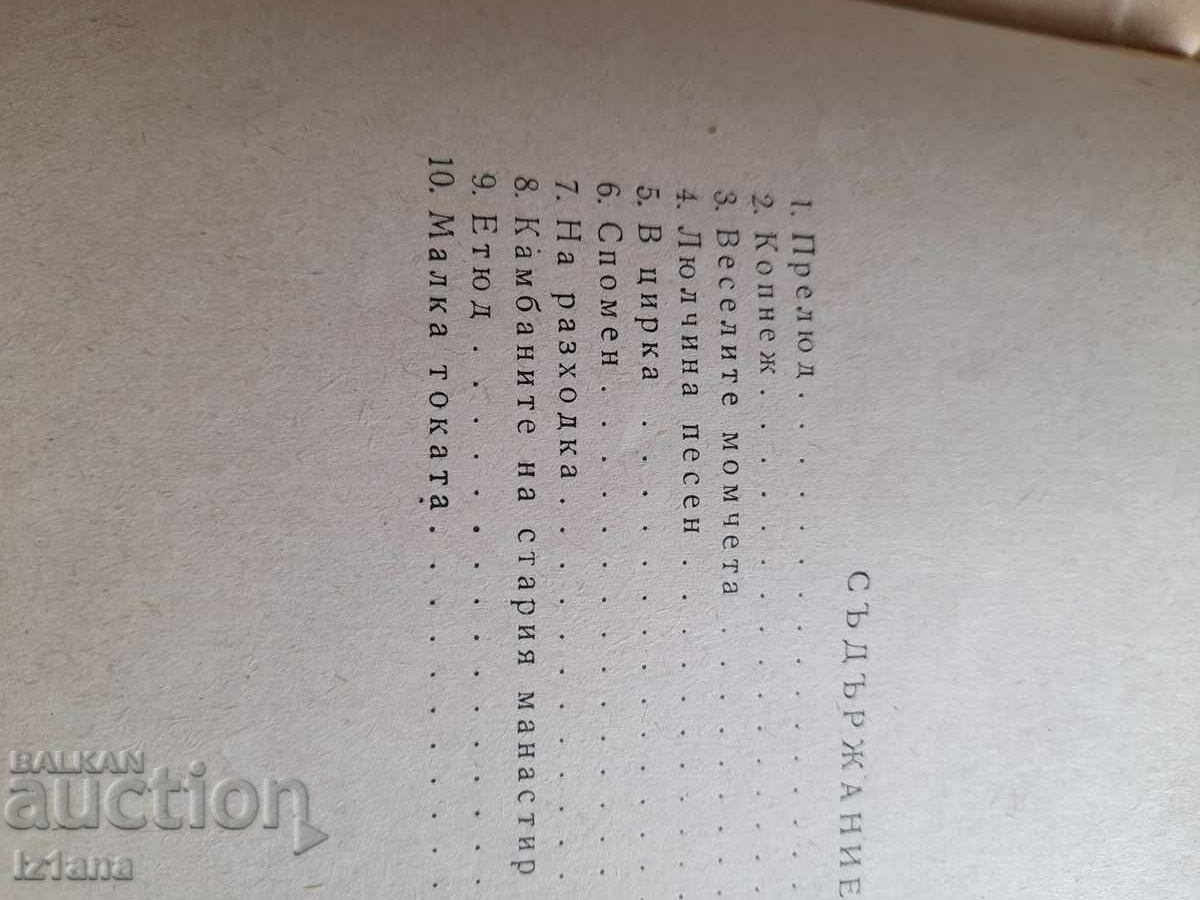 СЪДЪРЖАНИЕ
1. Прелюд . . . . . . . . . . . . .
2. Копнеж . . . . . . . . . . . . .
3. Веселите момчета . . . . . . .
4. Люлчина песен . . . . . . . . .
5. В цирка . . . . . . . . . . . . .
6. Спомен . . . . . . . . . . . . .
7. На разходка . . . . . . . . . .
8. Камбаните на стария манастир
9. Етюд . . . . . . . . . . . . . .
10. Малка токата . . . . . . . . .
BALKAN
auction
iz1ana